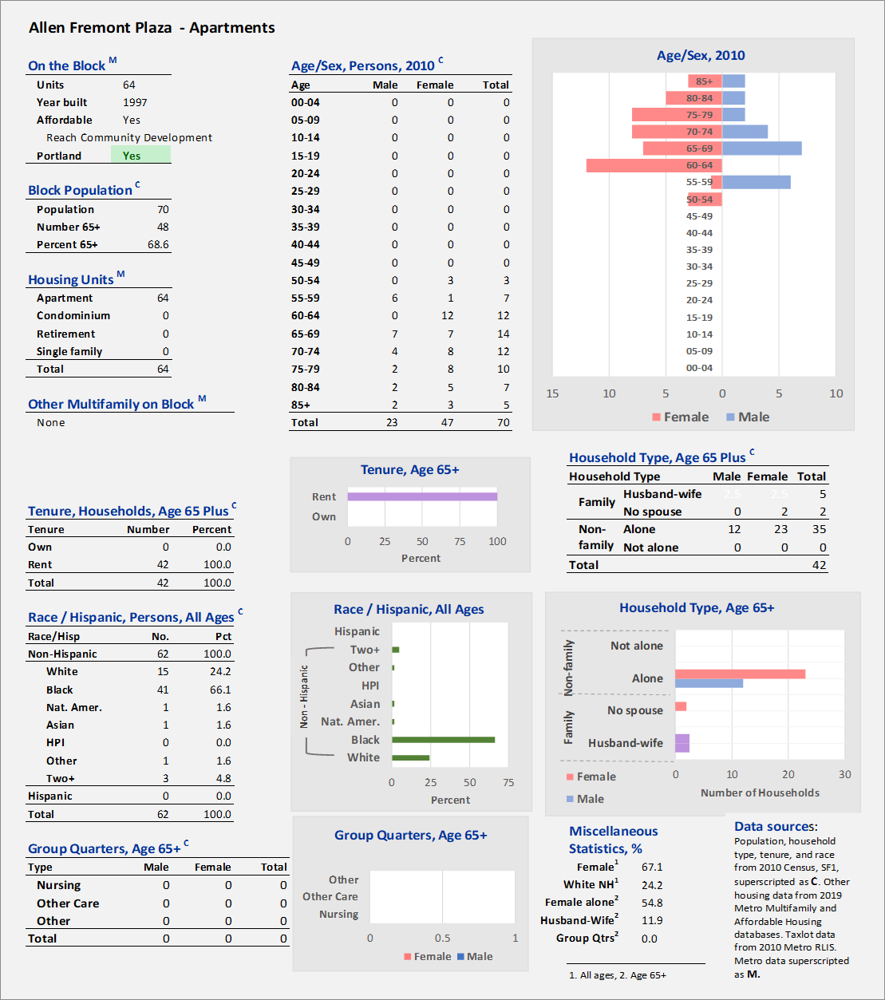 Allen Fremont Plaza - Apartments
On the Block M
Units 64
Year built 1997
Affordable Yes
Reach Community Development
Portland Yes
Block Population C
Population 70
Number 65+ 48
Percent 65+ 68.6
Housing Units M
Apartment 64
Condominium 0
Retirement 0
Single family 0
Total 64
Other Multifamily on Block M
None
Age/Sex, Persons, 2010 C
Age Male Female Total
00-04 0 0 0
05-09 0 0 0
10-14 0 0 0
15-19 0 0 0
20-24 0 0 0
25-29 0 0 0
30-34 0 0 0
35-39 0 0 0
40-44 0 0 0
45-49 0 0 0
50-54 0 3 3
55-59 6 1 7
60-64 0 12 12
65-69 7 7 14
70-74 4 8 12
75-79 2 8 10
80-84 2 5 7
85+ 2 3 5
Total 23 47 70
Age/Sex, 2010
85+
80-84
75-79
70-74
65-69
60-64
55-59
50-54
45-49
40-44
35-39
30-34
25-29
20-24
15-19
10-14
05-09
00-04
15 10 5 0 5 10
Female Male
Tenure, Households, Age 65 Plus C
Tenure Number Percent
Own 0 0.0
Rent 42 100.0
Total 42 100.0
Tenure, Age 65+
Rent
Own
0 25 50 75 100
Percent
Household Type, Age 65 Plus C
Household Type Male Female Total
Family Husband-wife 2.5 2.5 5
No spouse 0 2 2
Non- Alone 12 23 35
family Not alone 0 0 0
Total 42
Race / Hispanic, Persons, All Ages C
Race/Hisp No. Pct
Non-Hispanic 62 100.0
White 15 24.2
Black 41 66.1
Nat. Amer. 1 1.6
Asian 1 1.6
HPI 0 0.0
Other 1 1.6
Two+ 3 4.8
Hispanic 0 0.0
Total 62 100.0
Race / Hispanic, All Ages
Hispanic
Two+
Other
HPI
Asian
Nat. Amer.
Black
White
Non - Hispanic
0 25 50 75
Percent
Household Type, Age 65+
Non-family
Not alone
Alone
Family
No spouse
Husband-wife
0 10 20 30
Number of Households
Female
Male
Group Quarters, Age 65+ C
Type Male Female Total
Nursing 0 0 0
Other Care 0 0 0
Other 0 0 0
Total 0 0 0
Group Quarters, Age 65+
Other
Other Care
Nursing
0 0.5 1
Female Male
Miscellaneous
Statistics, %
Female1 67.1
White NH1 24.2
Female alone2 54.8
Husband-Wife2 11.9
Group Qtrs2 0.0
1. All ages, 2. Age 65+
Data sources:
Population, household
type, tenure, and race
from 2010 Census, SF1,
superscripted as C. Other
housing data from 2019
Metro Multifamily and
Affordable Housing
databases. Taxlot data
from 2010 Metro RLIS.
Metro data superscripted
as M.